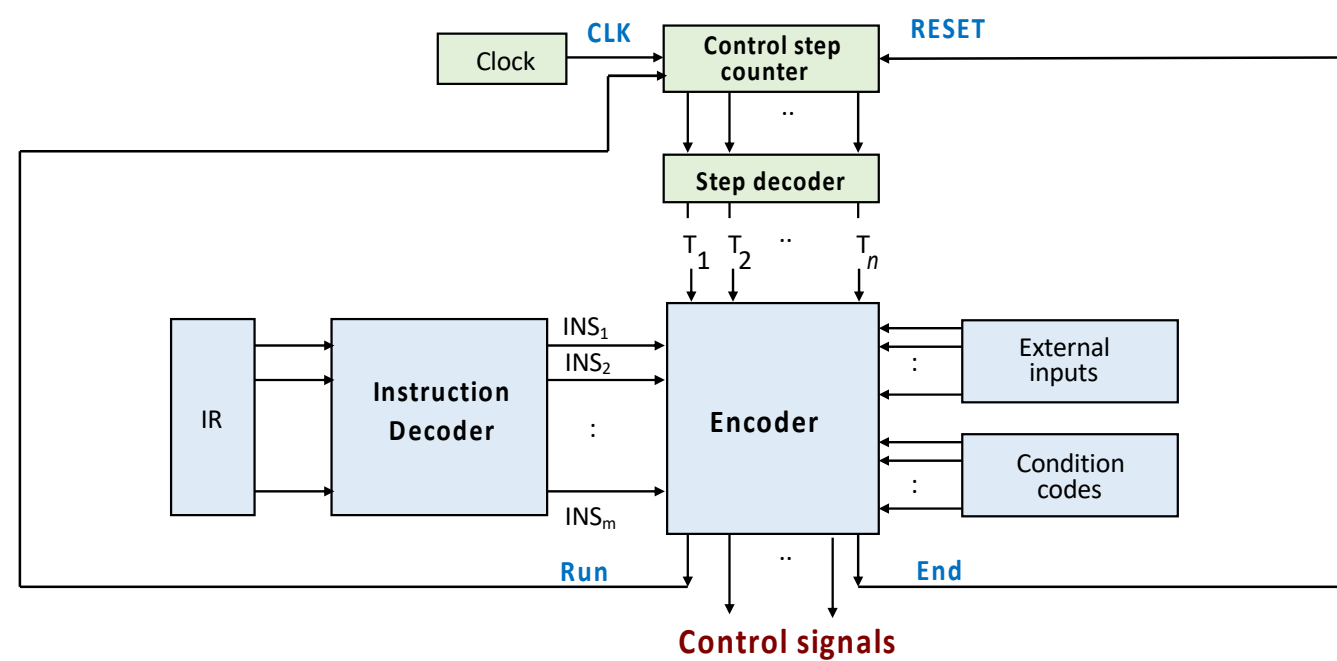 CLK
RESET
Clock
Control step
counter
..
Step decoder
T1 T2 .. Tn
INS1
INS2
:
INSm
IR
Instruction
Decoder
Encoder
:
External
inputs
:
Condition
codes
Run
..
End
Control signals